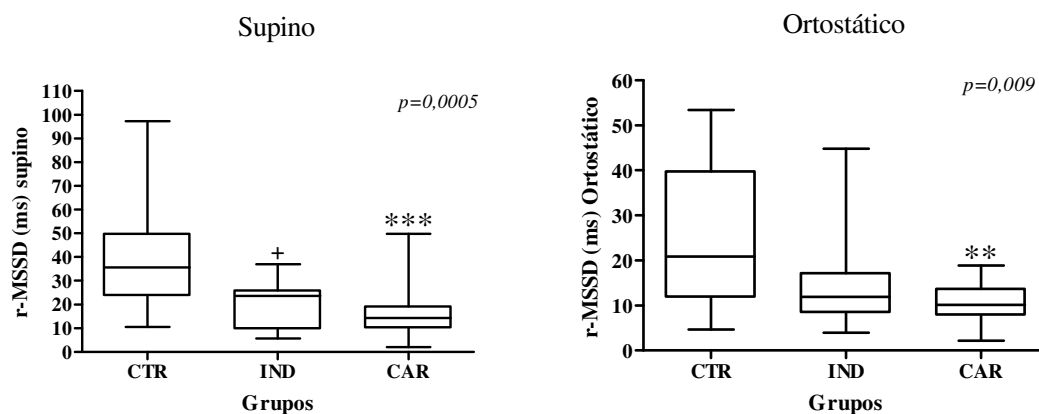 Supino
r-MSSD (ms) supino
110
100
90
80
70
60
50
40
30
20
10
0
p=0,0005
+
***
CTR IND CAR
Grupos
Ortostático
r-MSSD (ms) Ortostático
60
50
40
30
20
10
0
p=0,009
**
CTR IND CAR
Grupos